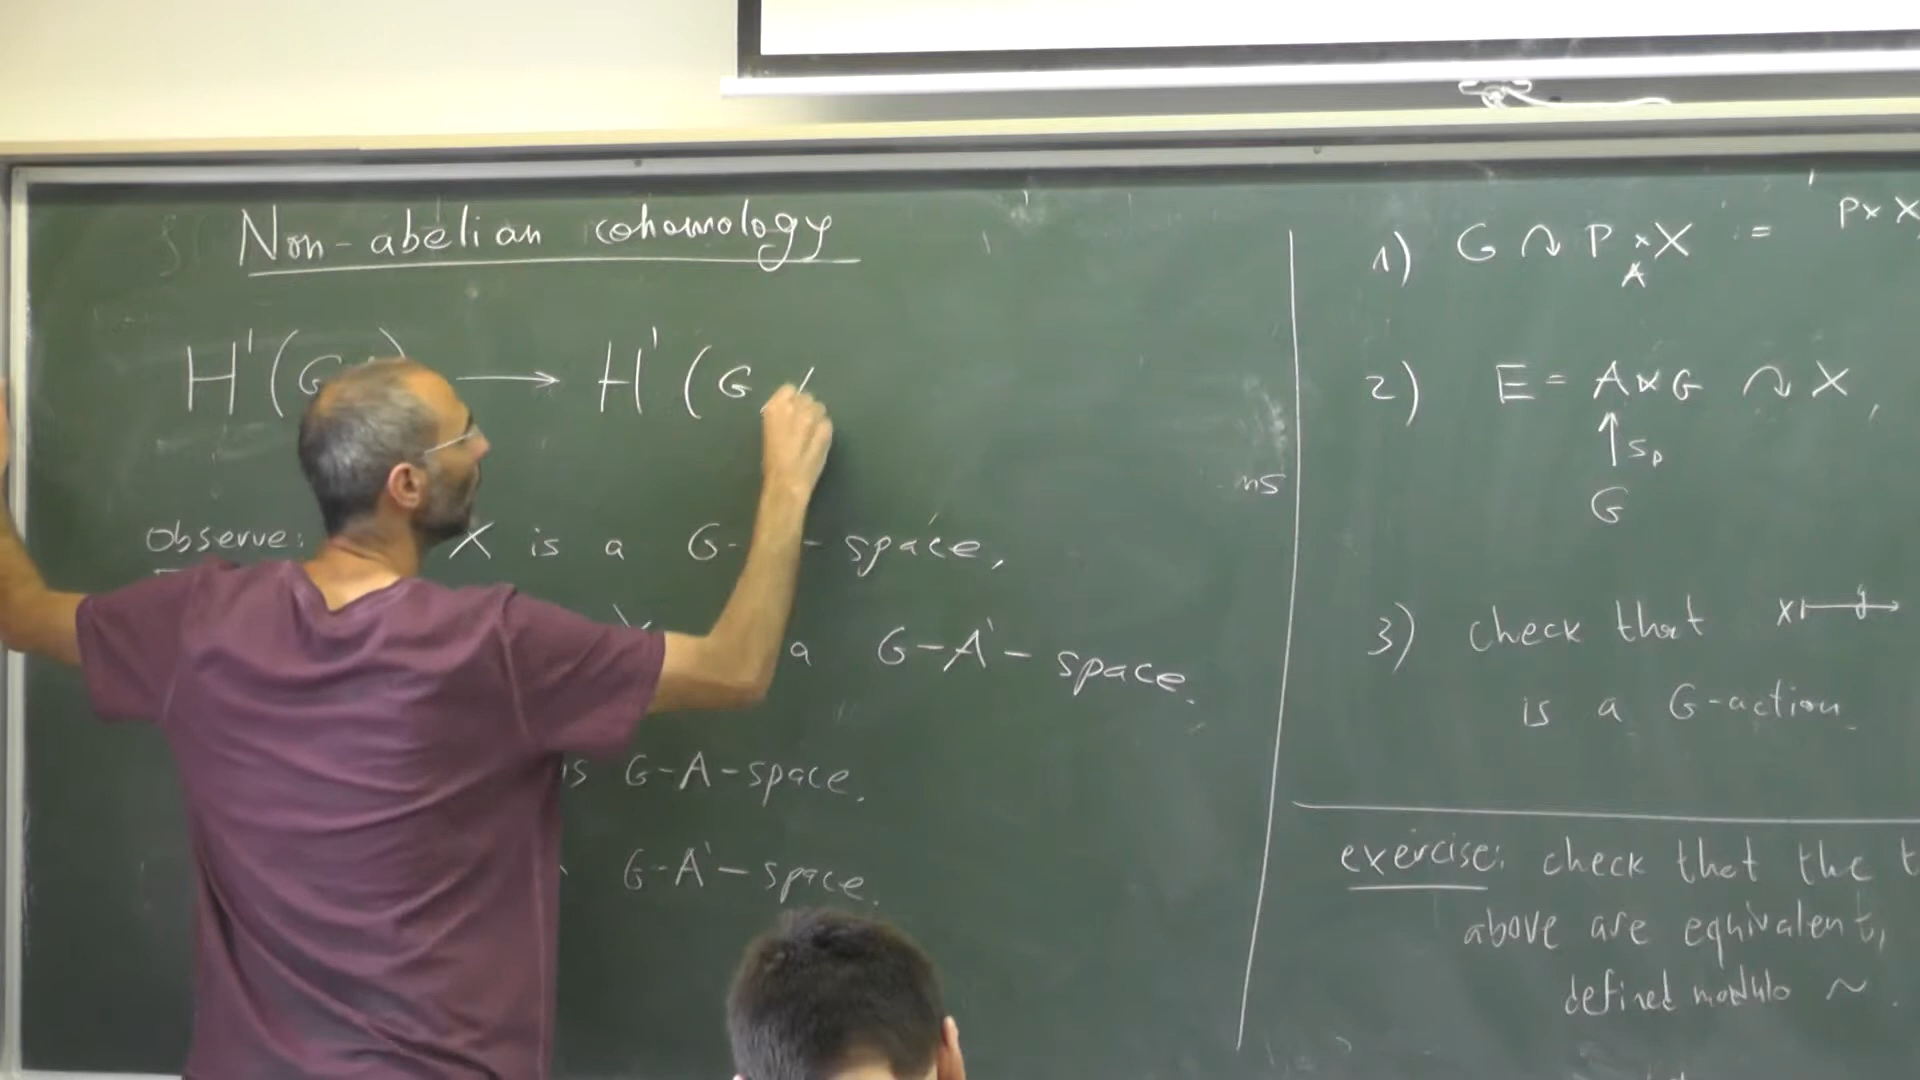 Non-abelian cohomology
H¹(G → H¹(G,
Observe: X is a G- - space,
a G-A'- space.
is G-A-space.
G-A'-space.
ns
1) G ↷ P ×_A X = P × X
2) E = A ⋊ G ↷ X,
↑ s_P
G
3) check that x ↦
is a G-action
exercise: check that the
above are equivalent,
defined modulo ~.